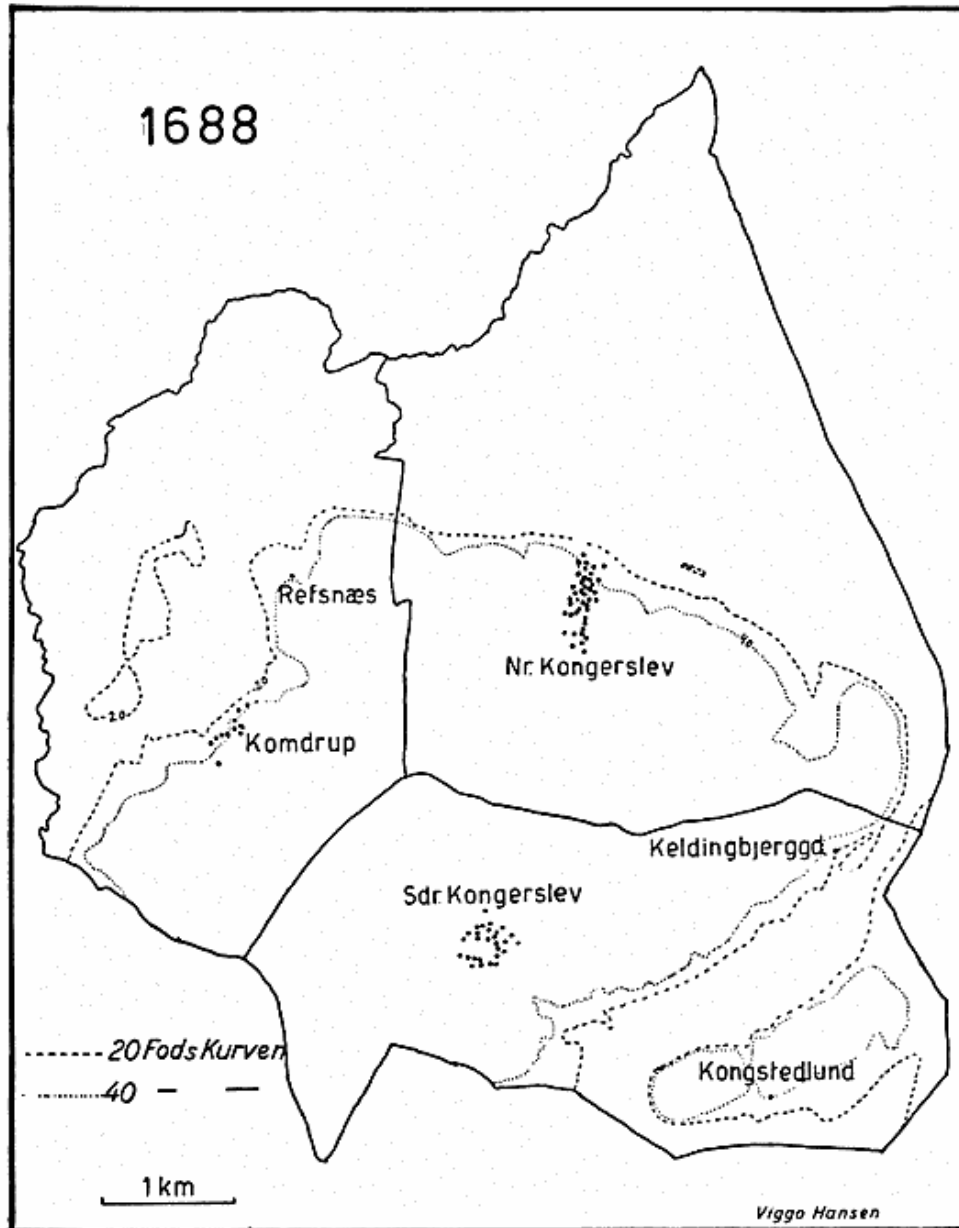 1688
Refsnæs
20
40
Nr. Kongerslev
20
Komdrup
Keldingbjerggd.
Sdr. Kongerslev
20 Fods Kurven
40 — —
Kongstedlund
1 km
Viggo Hansen